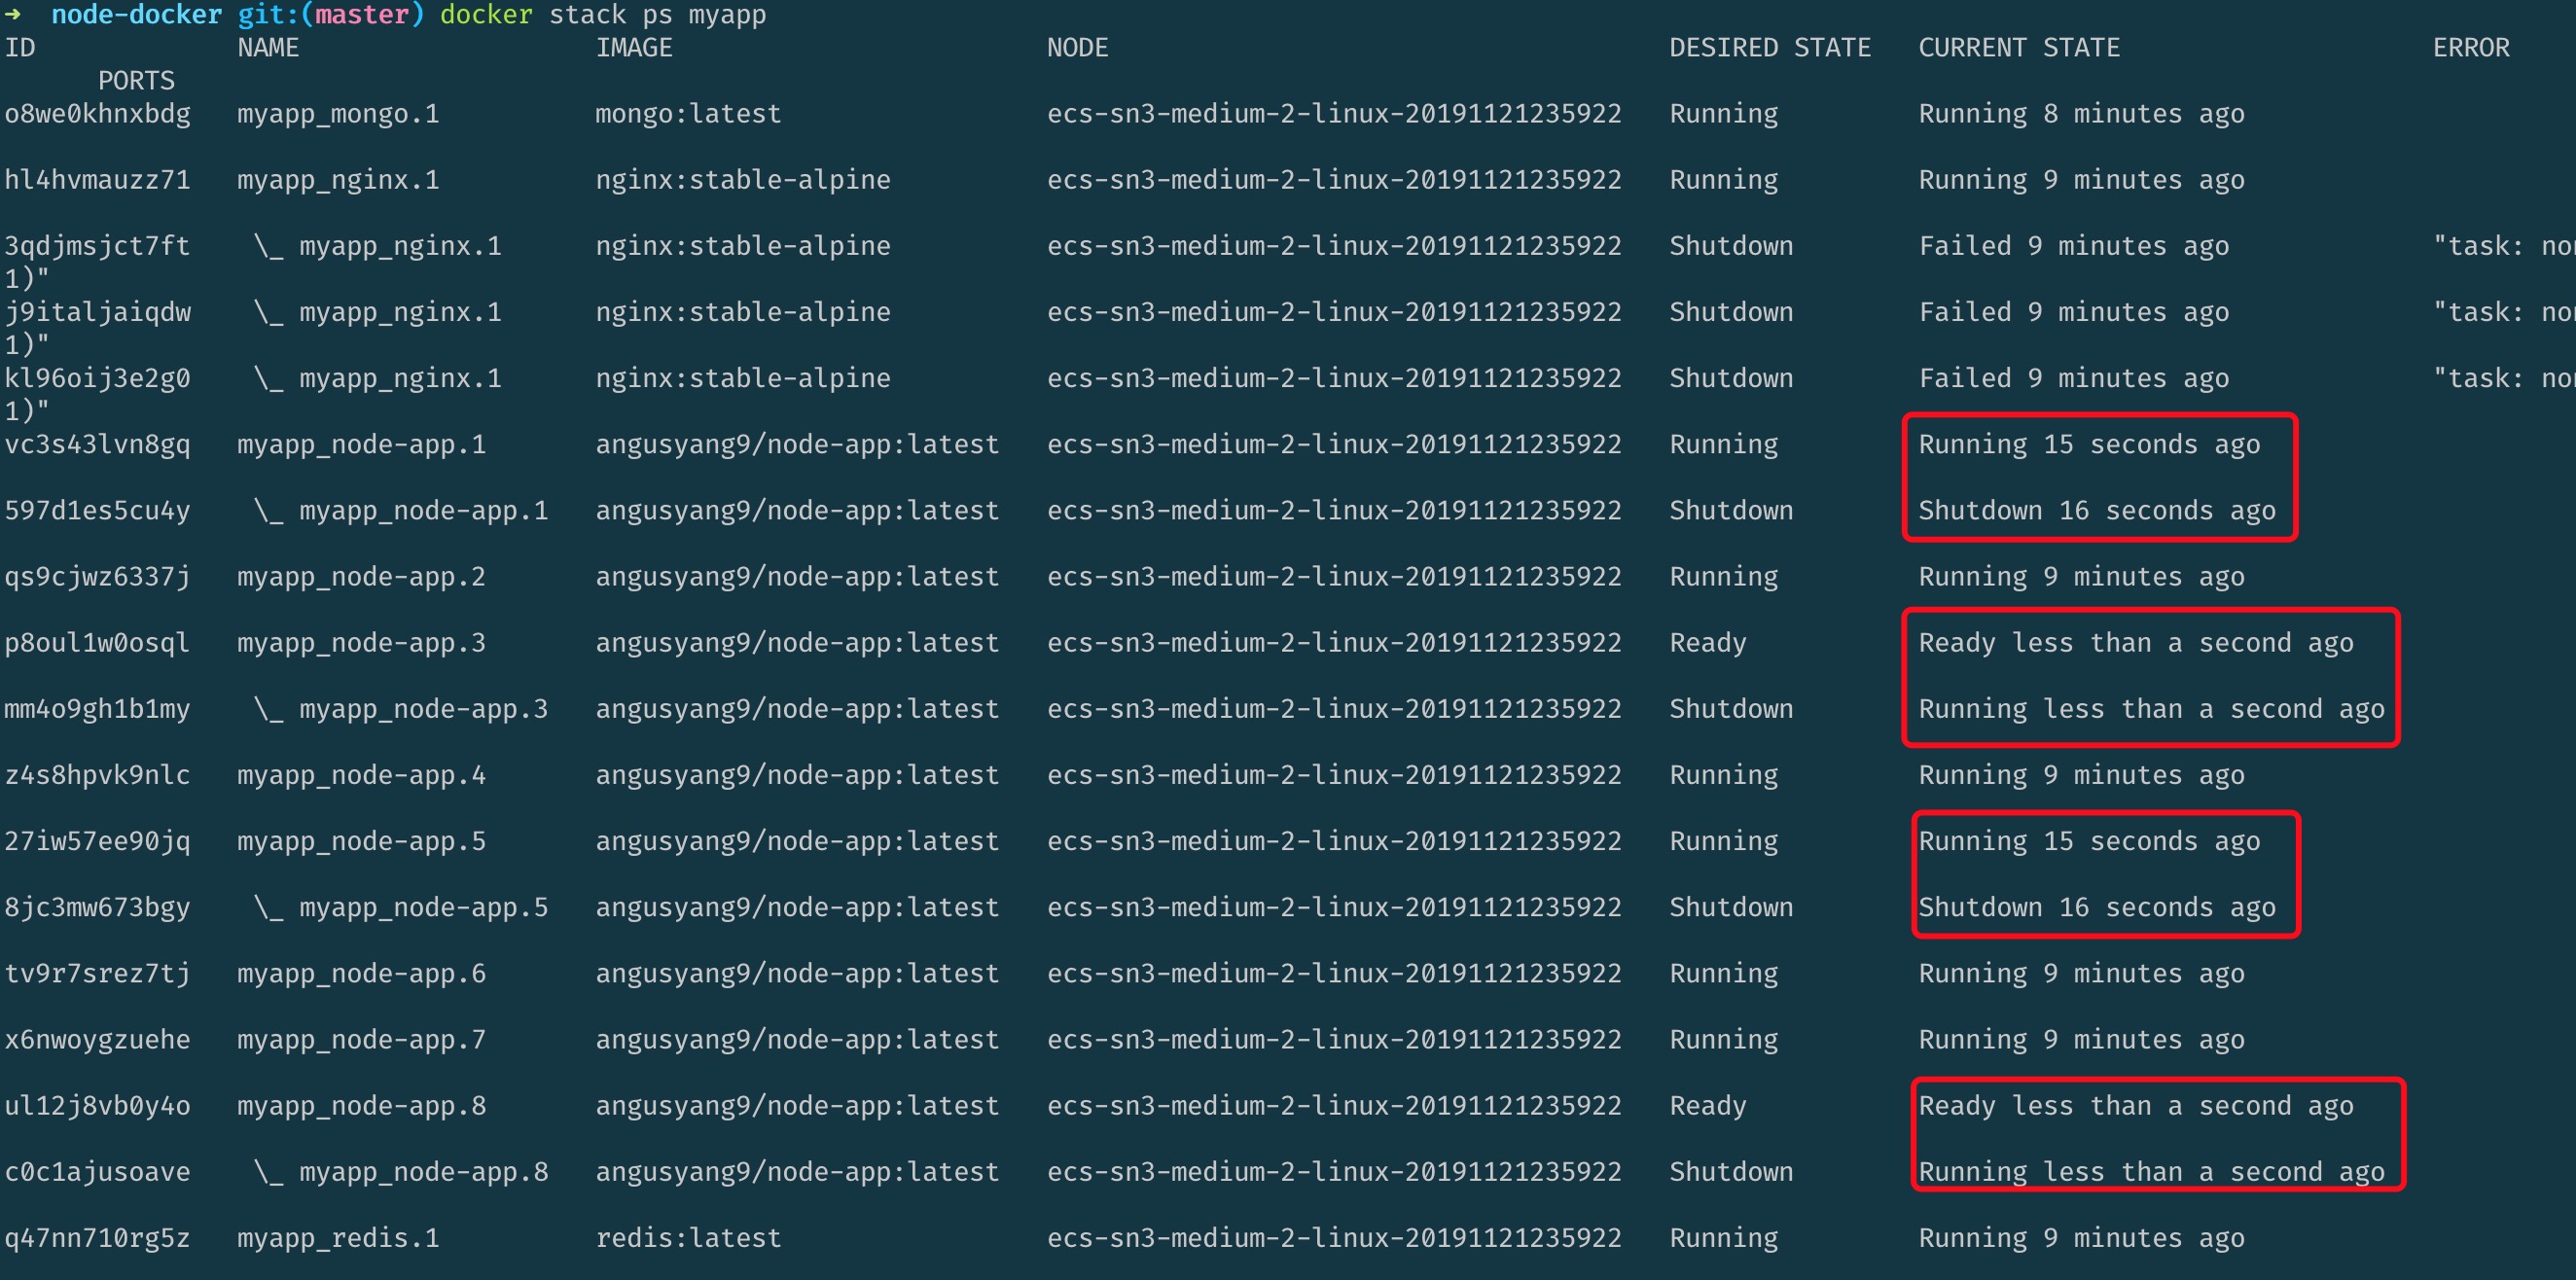 ➜ node-docker git:(master) docker stack ps myapp
ID NAME IMAGE NODE DESIRED STATE CURRENT STATE ERROR
PORTS
o8we0khnxbdg myapp_mongo.1 mongo:latest ecs-sn3-medium-2-linux-20191121235922 Running Running 8 minutes ago
hl4hvmauzz71 myapp_nginx.1 nginx:stable-alpine ecs-sn3-medium-2-linux-20191121235922 Running Running 9 minutes ago
3qdjmsjct7ft \_ myapp_nginx.1 nginx:stable-alpine ecs-sn3-medium-2-linux-20191121235922 Shutdown Failed 9 minutes ago "task:
1)"
j9italjaiqdw \_ myapp_nginx.1 nginx:stable-alpine ecs-sn3-medium-2-linux-20191121235922 Shutdown Failed 9 minutes ago "task:
1)"
kl96oij3e2g0 \_ myapp_nginx.1 nginx:stable-alpine ecs-sn3-medium-2-linux-20191121235922 Shutdown Failed 9 minutes ago "task:
1)"
vc3s43lvn8gq myapp_node-app.1 angusyang9/node-app:latest ecs-sn3-medium-2-linux-20191121235922 Running Running 15 seconds ago
597d1es5cu4y \_ myapp_node-app.1 angusyang9/node-app:latest ecs-sn3-medium-2-linux-20191121235922 Shutdown Shutdown 16 seconds ago
qs9cjwz6337j myapp_node-app.2 angusyang9/node-app:latest ecs-sn3-medium-2-linux-20191121235922 Running Running 9 minutes ago
p8oul1w0osql myapp_node-app.3 angusyang9/node-app:latest ecs-sn3-medium-2-linux-20191121235922 Ready Ready less than a second ago
mm4o9gh1b1my \_ myapp_node-app.3 angusyang9/node-app:latest ecs-sn3-medium-2-linux-20191121235922 Shutdown Running less than a second ago
z4s8hpvk9nlc myapp_node-app.4 angusyang9/node-app:latest ecs-sn3-medium-2-linux-20191121235922 Running Running 9 minutes ago
27iw57ee90jq myapp_node-app.5 angusyang9/node-app:latest ecs-sn3-medium-2-linux-20191121235922 Running Running 15 seconds ago
8jc3mw673bgy \_ myapp_node-app.5 angusyang9/node-app:latest ecs-sn3-medium-2-linux-20191121235922 Shutdown Shutdown 16 seconds ago
tv9r7srez7tj myapp_node-app.6 angusyang9/node-app:latest ecs-sn3-medium-2-linux-20191121235922 Running Running 9 minutes ago
x6nwoygzuehe myapp_node-app.7 angusyang9/node-app:latest ecs-sn3-medium-2-linux-20191121235922 Running Running 9 minutes ago
ul12j8vb0y4o myapp_node-app.8 angusyang9/node-app:latest ecs-sn3-medium-2-linux-20191121235922 Ready Ready less than a second ago
c0c1ajusoave \_ myapp_node-app.8 angusyang9/node-app:latest ecs-sn3-medium-2-linux-20191121235922 Shutdown Running less than a second ago
q47nn710rg5z myapp_redis.1 redis:latest ecs-sn3-medium-2-linux-20191121235922 Running Running 9 minutes ago